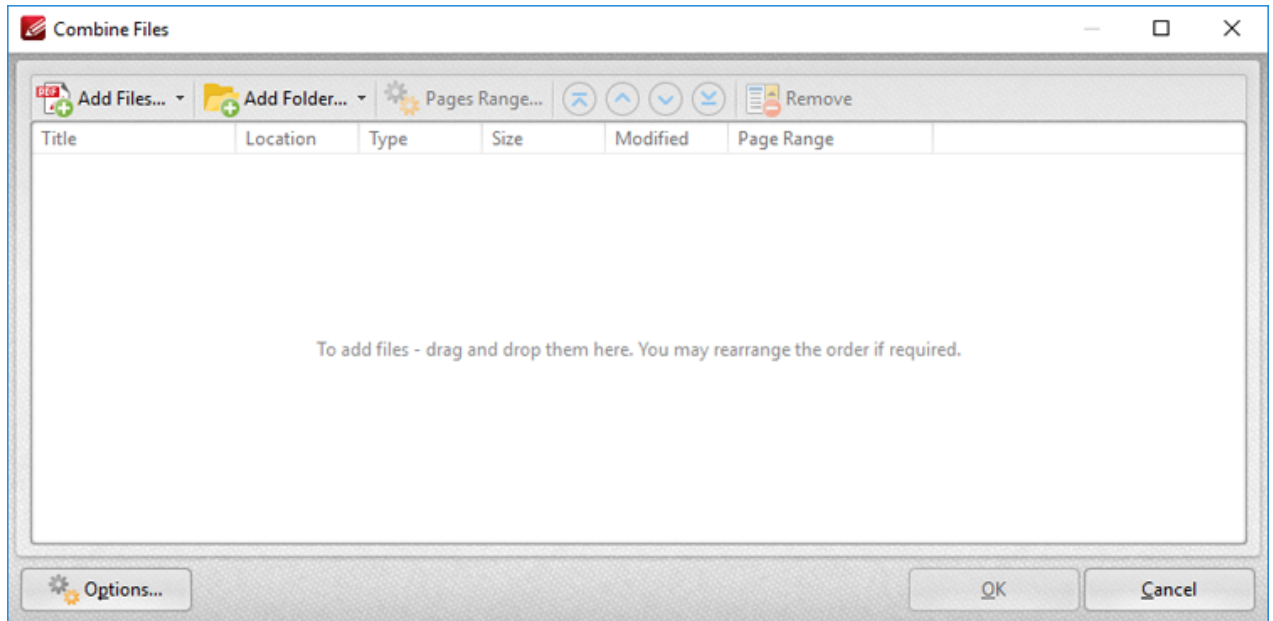 Combine Files
Add Files... Add Folder... Pages Range... Remove
Title Location Type Size Modified Page Range
To add files - drag and drop them here. You may rearrange the order if required.
Options... OK Cancel